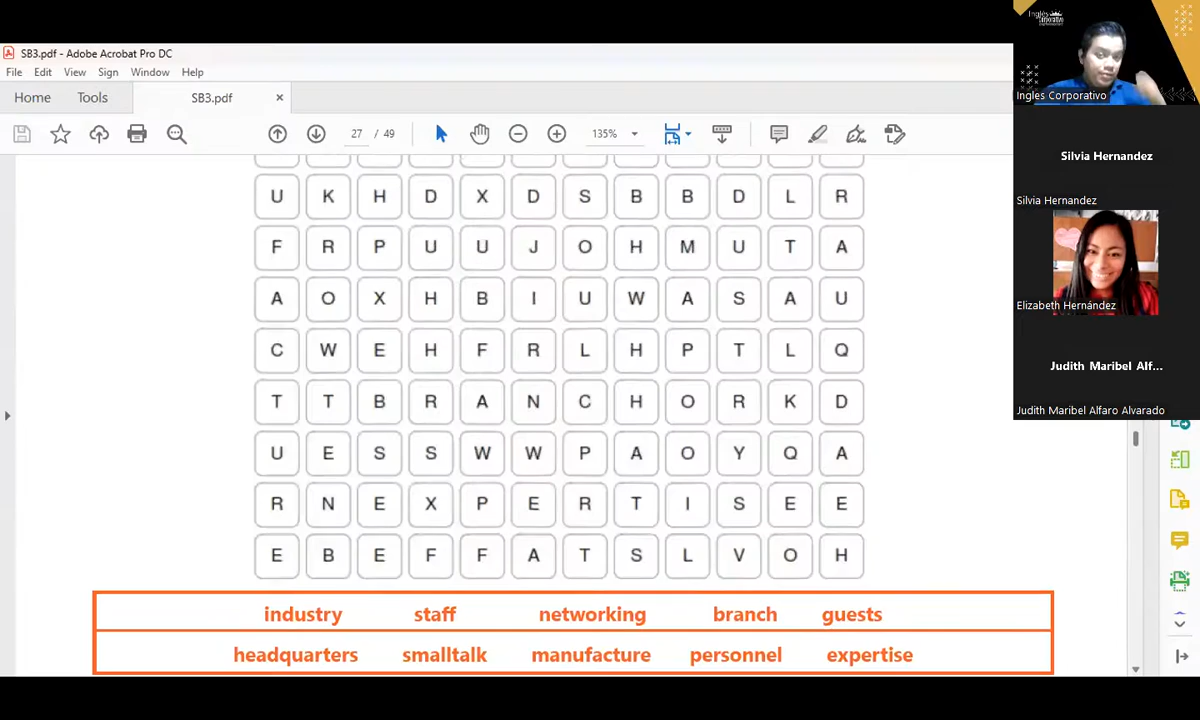 Inglés
Corporativo
SB3.pdf - Adobe Acrobat Pro DC
File Edit View Sign Window Help
Home Tools SB3.pdf ×
27 / 49 135%
U K H D X D S B B D L R
F R P U U J O H M U T A
A O X H B I U W A S A U
C W E H F R L H P T L Q
T T B R A N C H O R K D
U E S S W W P A O Y Q A
R N E X P E R T I S E E
E B E F F A T S L V O H
industry staff networking branch guests
headquarters smalltalk manufacture personnel expertise
Ingles Corporativo
Silvia Hernandez
Silvia Hernandez
Elizabeth Hernández
Judith Maribel Alf...
Judith Maribel Alfaro Alvarado